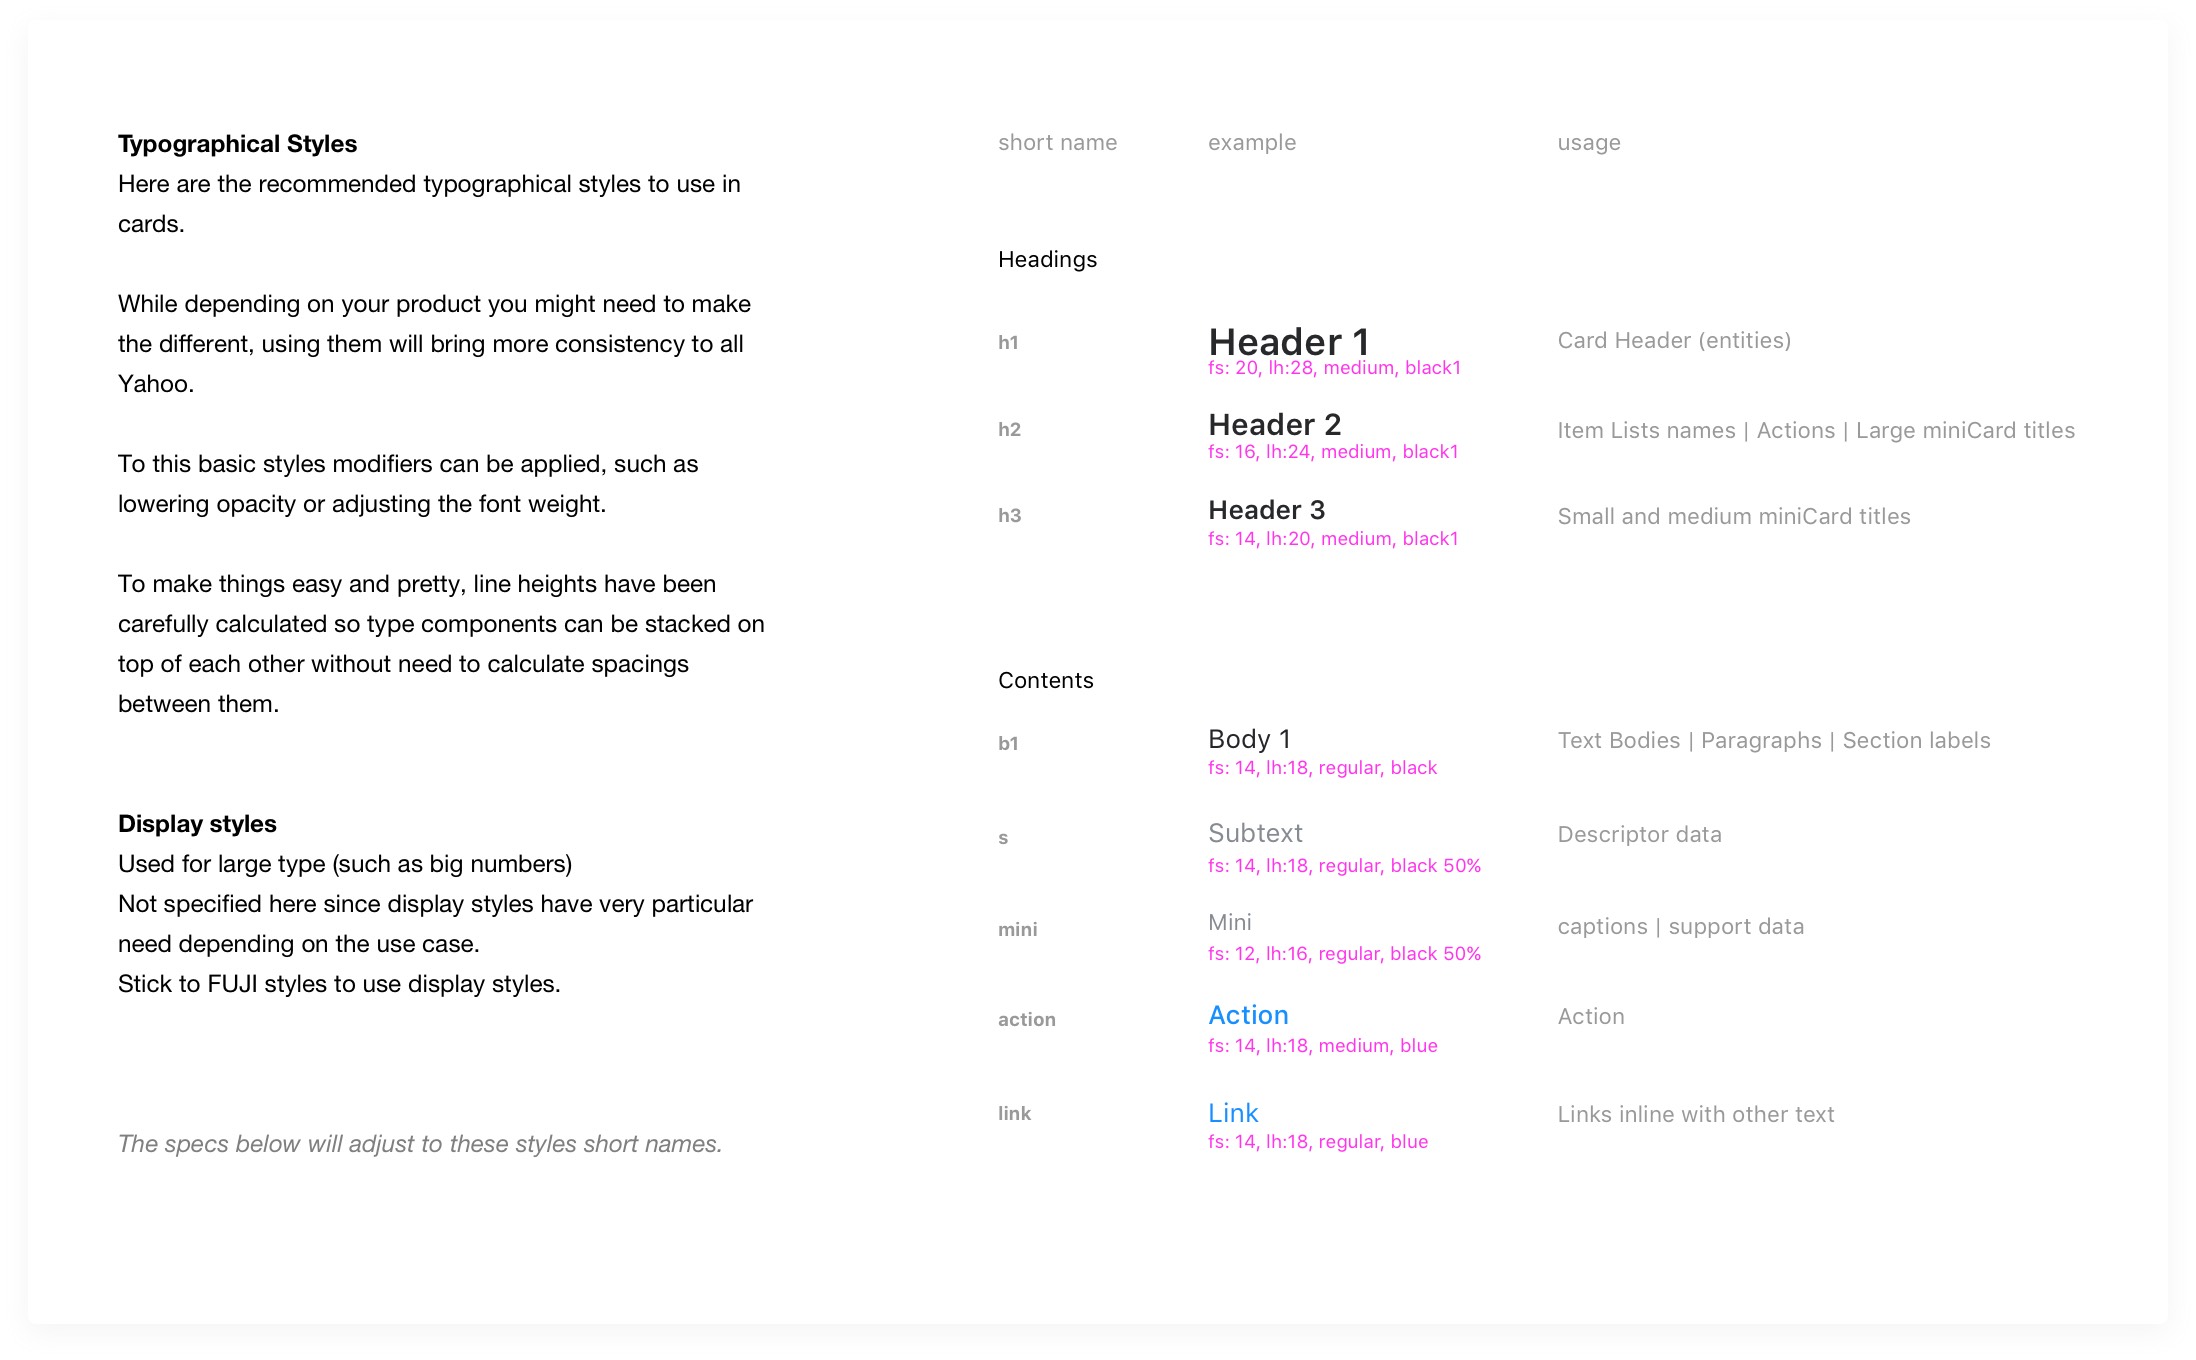 Typographical Styles
Here are the recommended typographical styles to use in
cards.
While depending on your product you might need to make
the different, using them will bring more consistency to all
Yahoo.
To this basic styles modifiers can be applied, such as
lowering opacity or adjusting the font weight.
To make things easy and pretty, line heights have been
carefully calculated so type components can be stacked on
top of each other without need to calculate spacings
between them.
Display styles
Used for large type (such as big numbers)
Not specified here since display styles have very particular
need depending on the use case.
Stick to FUJI styles to use display styles.
The specs below will adjust to these styles short names.
short name example usage
Headings
h1 Header 1 Card Header (entities)
fs: 20, lh:28, medium, black1
h2 Header 2 Item Lists names | Actions | Large miniCard titles
fs: 16, lh:24, medium, black1
h3 Header 3 Small and medium miniCard titles
fs: 14, lh:20, medium, black1
Contents
b1 Body 1 Text Bodies | Paragraphs | Section labels
fs: 14, lh:18, regular, black
s Subtext Descriptor data
fs: 14, lh:18, regular, black 50%
mini Mini captions | support data
fs: 12, lh:16, regular, black 50%
action Action Action
fs: 14, lh:18, medium, blue
link Link Links inline with other text
fs: 14, lh:18, regular, blue